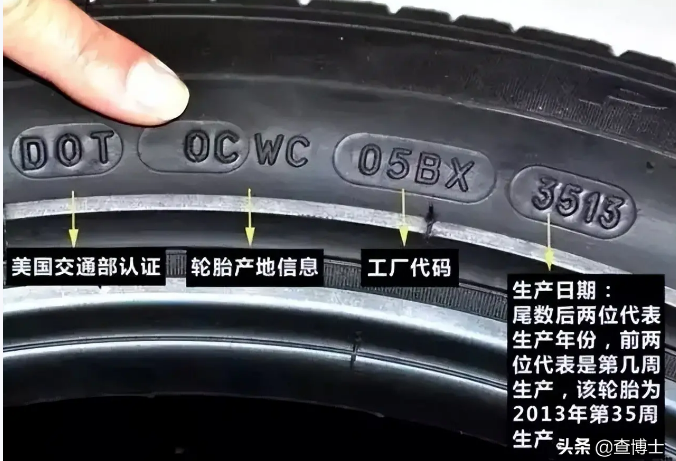 DOT 0CWC 05BX 3513
美国交通部认证
轮胎产地信息
工厂代码
生产日期：
尾数后两位代表
生产年份，前两
位代表是第几周
生产，该轮胎为
2013年第35周
生产。
头条 @查博士